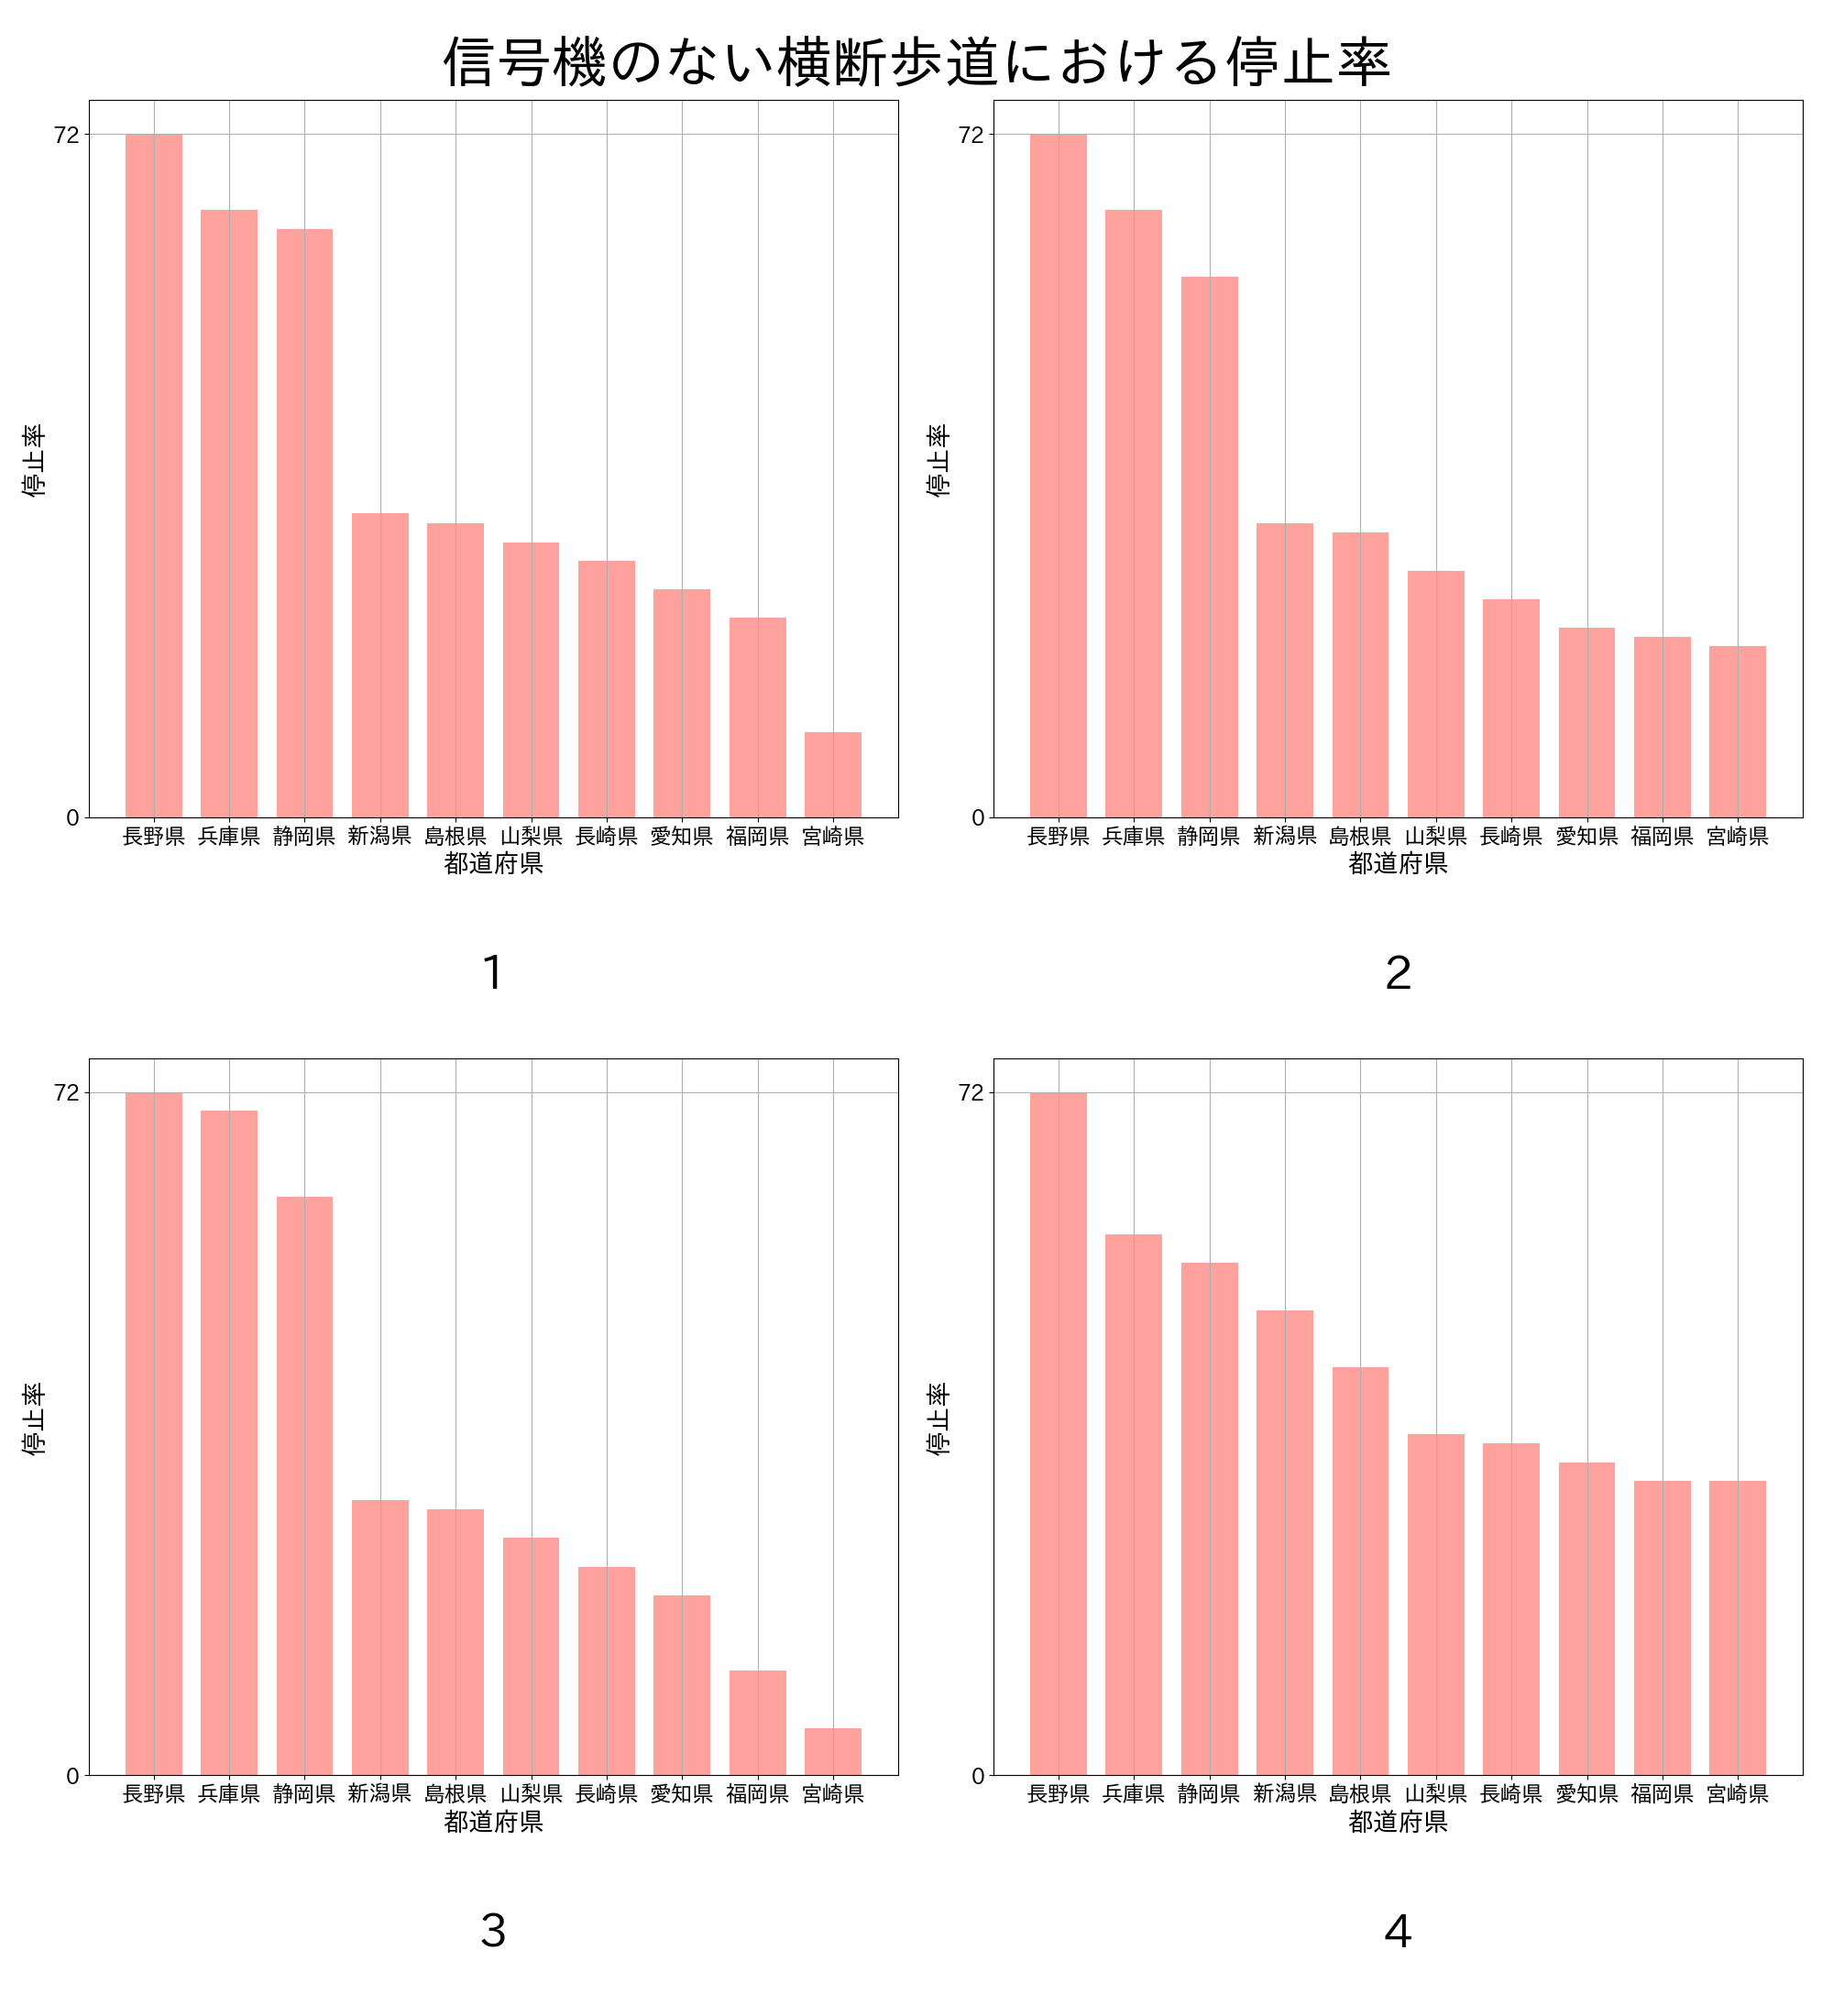 信号機のない横断歩道における停止率
72
0
停止率
長野県 兵庫県 静岡県 新潟県 島根県 山梨県 長崎県 愛知県 福岡県 宮崎県
都道府県
1
72
0
停止率
長野県 兵庫県 静岡県 新潟県 島根県 山梨県 長崎県 愛知県 福岡県 宮崎県
都道府県
2
72
0
停止率
長野県 兵庫県 静岡県 新潟県 島根県 山梨県 長崎県 愛知県 福岡県 宮崎県
都道府県
3
72
0
停止率
長野県 兵庫県 静岡県 新潟県 島根県 山梨県 長崎県 愛知県 福岡県 宮崎県
都道府県
4